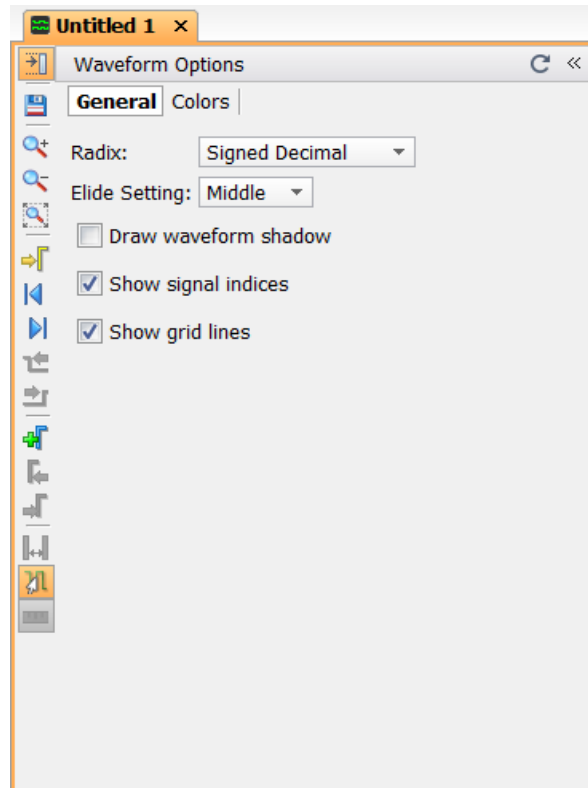 Untitled 1
Waveform Options
General Colors
Radix: Signed Decimal
Elide Setting: Middle
Draw waveform shadow
Show signal indices
Show grid lines